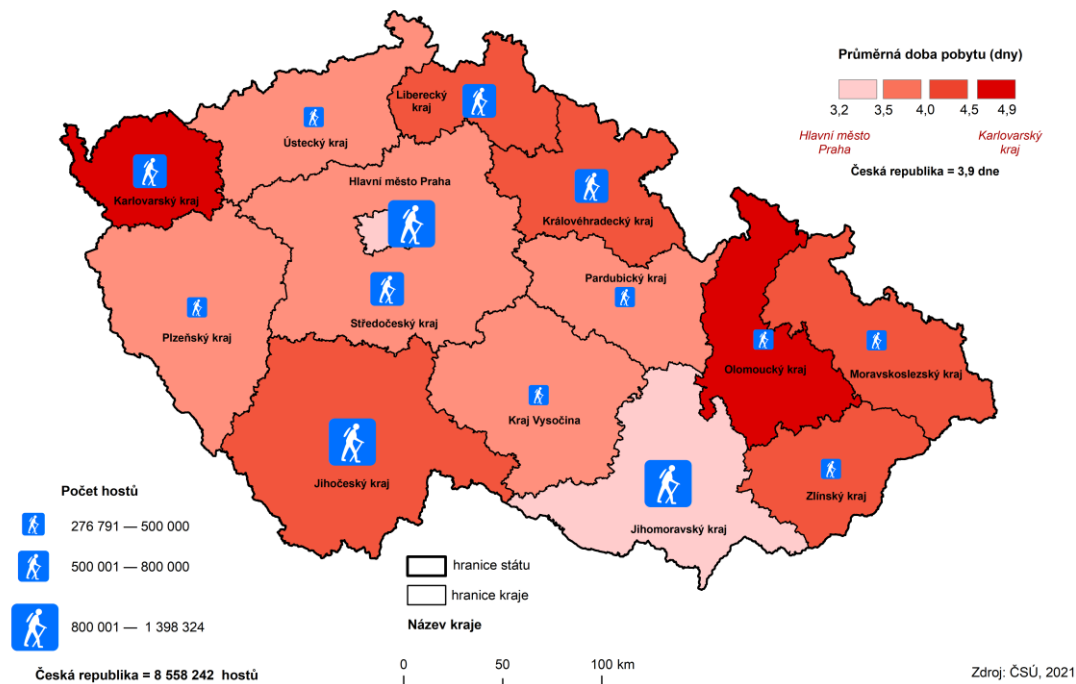 Průměrná doba pobytu (dny)
3,2 3,5 4,0 4,5 4,9
Hlavní město
Praha
Karlovarský
kraj
Česká republika = 3,9 dne
Liberecký
kraj
Ústecký kraj
Karlovarský kraj
Hlavní město Praha
Královéhradecký kraj
Pardubický kraj
Plzeňský kraj
Středočeský kraj
Olomoucký kraj
Moravskoslezský kraj
Kraj Vysočina
Jihočeský kraj
Zlínský kraj
Jihomoravský kraj
Počet hostů
276 791 — 500 000
500 001 — 800 000
800 001 — 1 398 324
Česká republika = 8 558 242 hostů
hranice státu
hranice kraje
Název kraje
0 50 100 km
Zdroj: ČSÚ, 2021